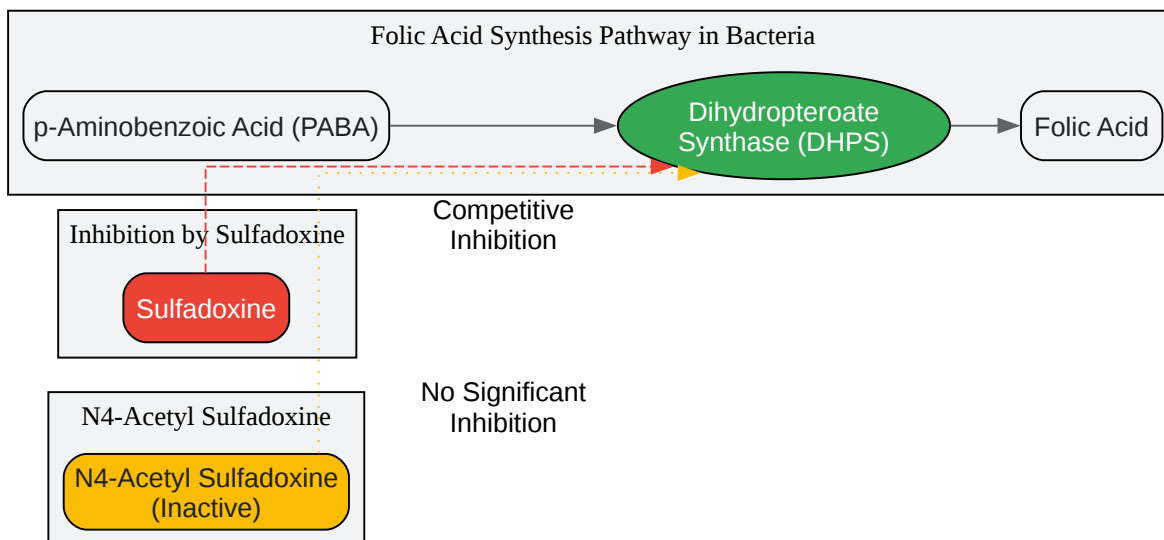 Folic Acid Synthesis Pathway in Bacteria
p-Aminobenzoic Acid (PABA)
Dihydropteroate
Synthase (DHPS)
Folic Acid
Competitive
Inhibition
Inhibition by Sulfadoxine
Sulfadoxine
No Significant
Inhibition
N4-Acetyl Sulfadoxine
N4-Acetyl Sulfadoxine
(Inactive)